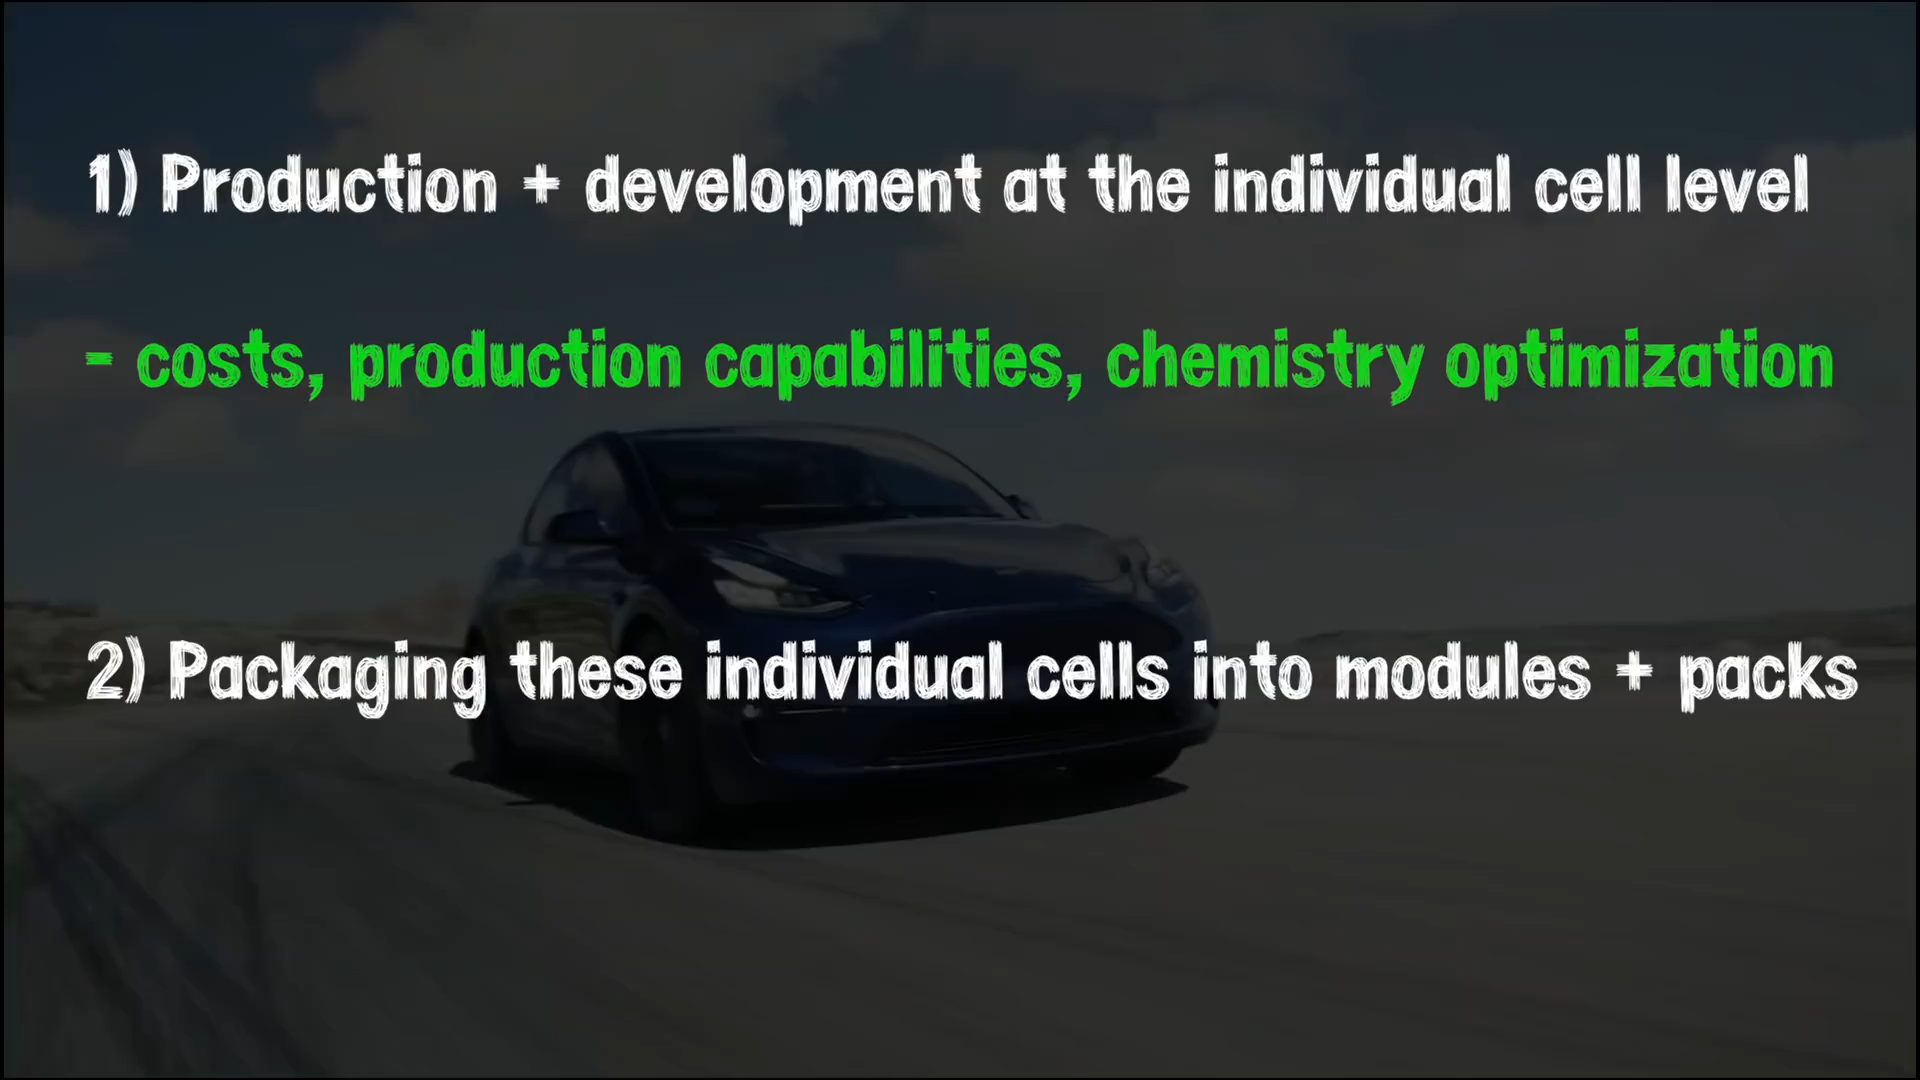 1) Production + development at the individual cell level
- costs, production capabilities, chemistry optimization
2) Packaging these individual cells into modules + packs